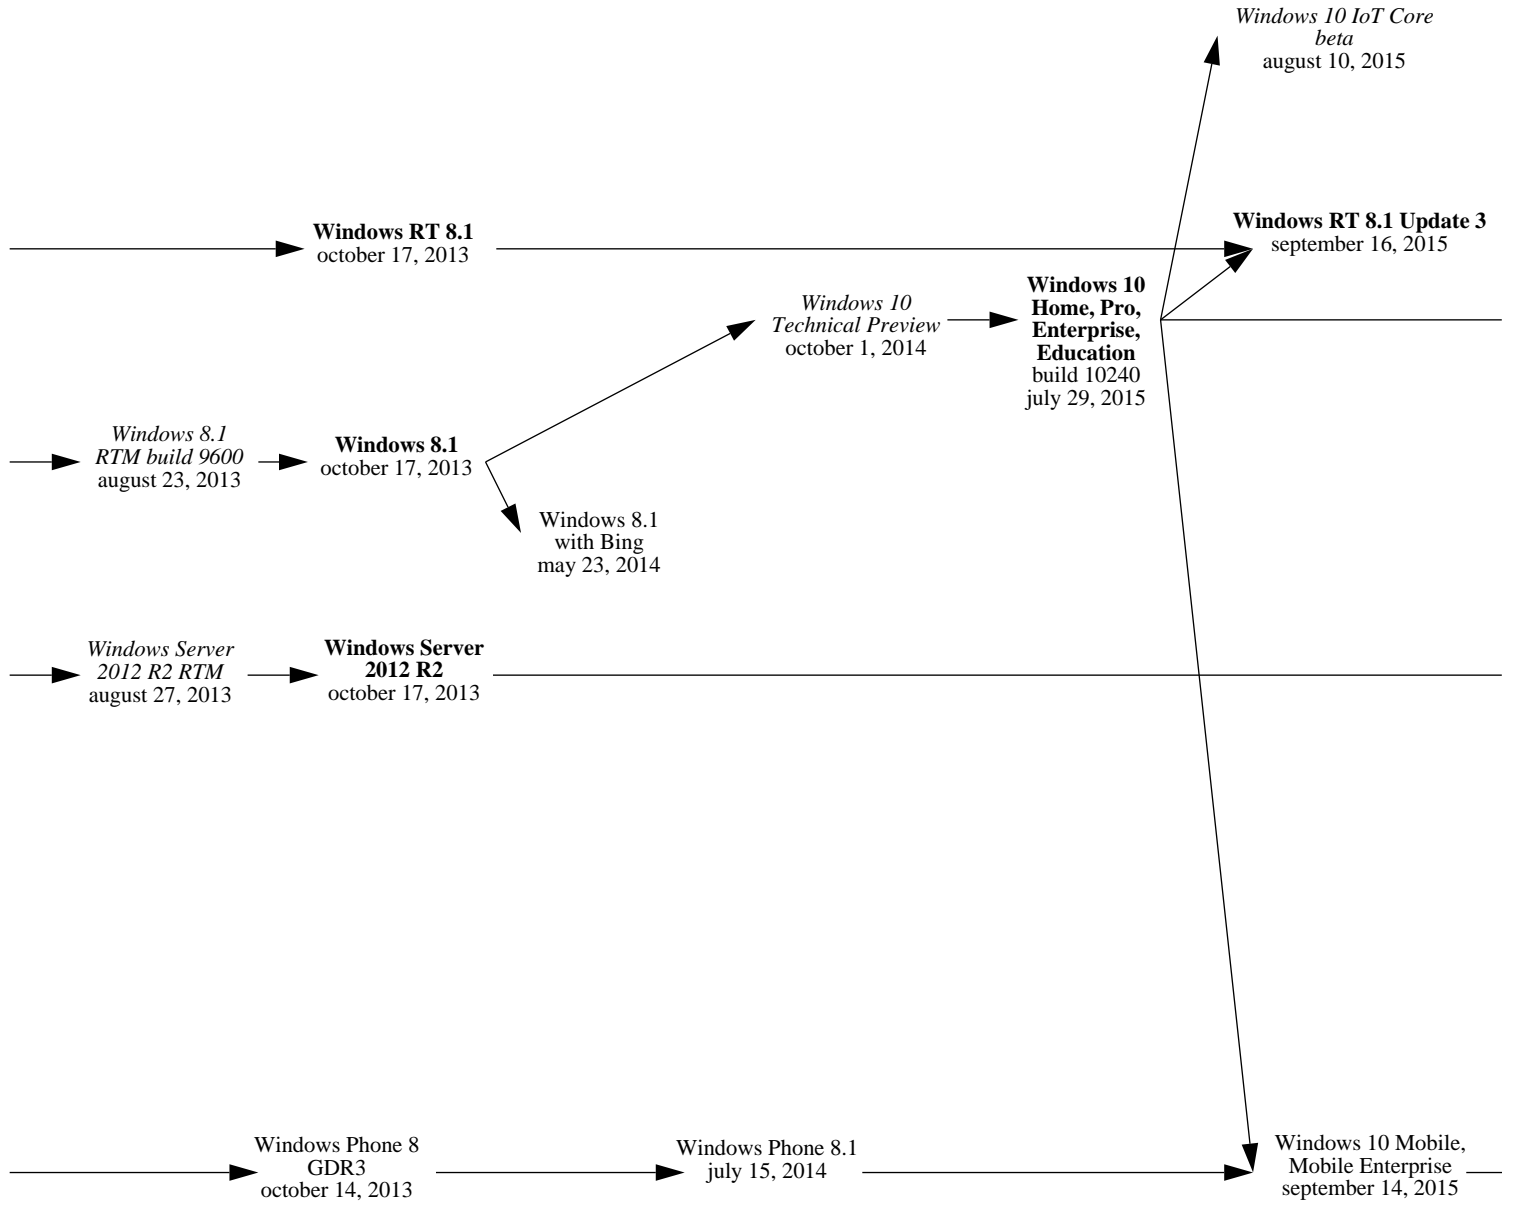 Windows 10 IoT Core
beta
august 10, 2015
Windows RT 8.1
october 17, 2013
Windows RT 8.1 Update 3
september 16, 2015
Windows 10
Technical Preview
october 1, 2014
Windows 10
Home, Pro,
Enterprise,
Education
build 10240
july 29, 2015
Windows 8.1
RTM build 9600
august 23, 2013
Windows 8.1
october 17, 2013
Windows 8.1
with Bing
may 23, 2014
Windows Server
2012 R2 RTM
august 27, 2013
Windows Server
2012 R2
october 17, 2013
Windows Phone 8
GDR3
october 14, 2013
Windows Phone 8.1
july 15, 2014
Windows 10 Mobile,
Mobile Enterprise
september 14, 2015